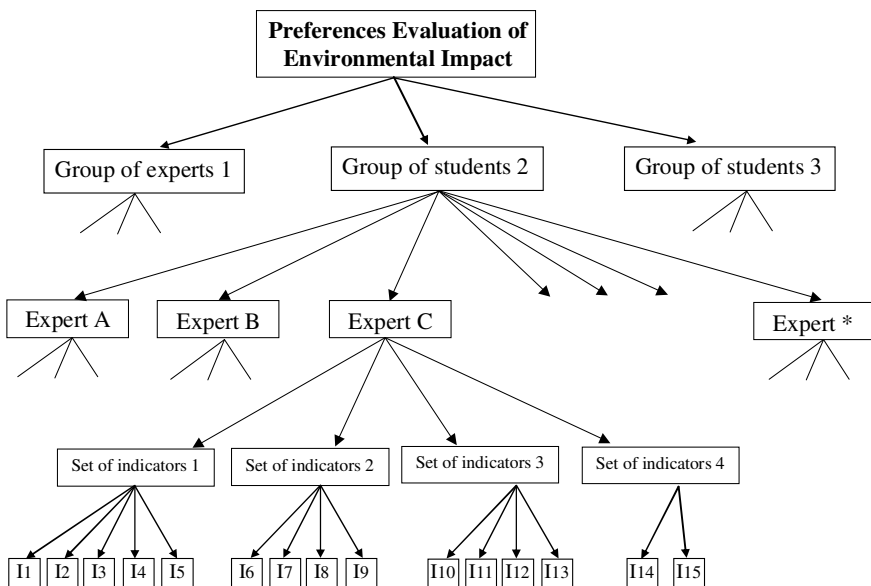 Preferences Evaluation of
Environmental Impact
Group of experts 1
Group of students 2
Group of students 3
Expert A
Expert B
Expert C
Expert *
Set of indicators 1
Set of indicators 2
Set of indicators 3
Set of indicators 4
I1
I2
I3
I4
I5
I6
I7
I8
I9
I10
I11
I12
I13
I14
I15